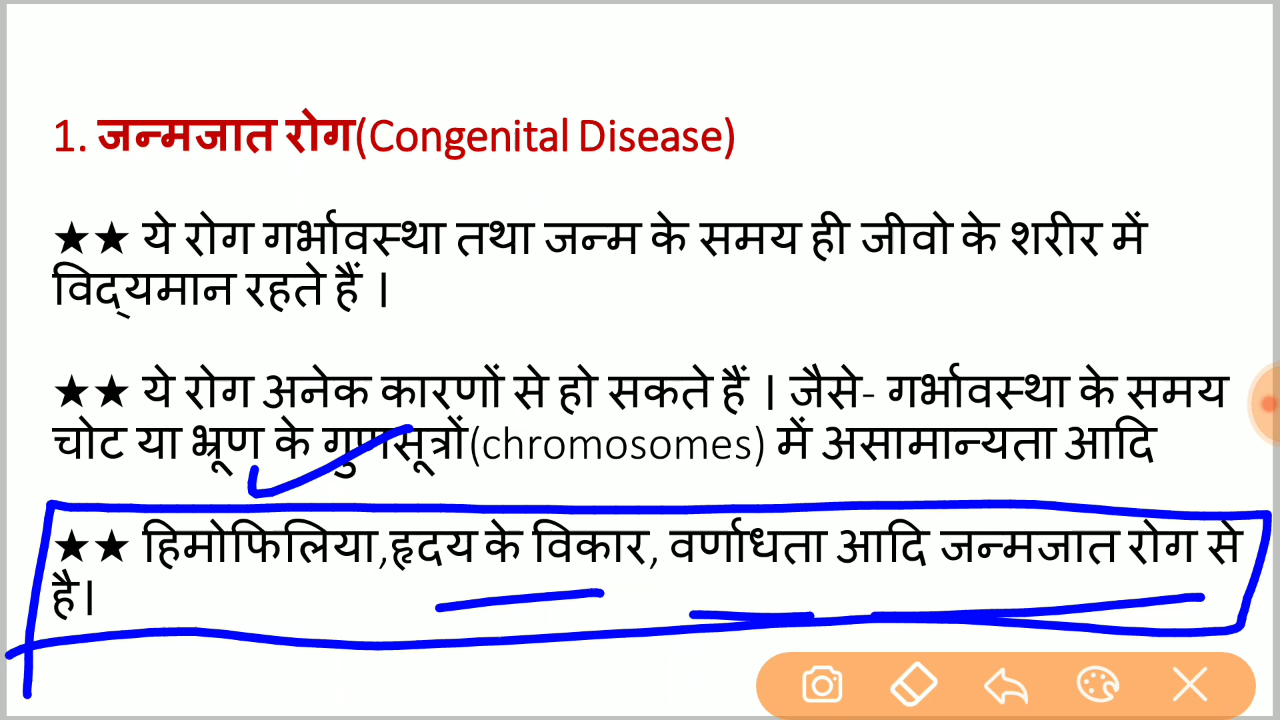 1. जन्मजात रोग(Congenital Disease)
★★ ये रोग गर्भावस्था तथा जन्म के समय ही जीवो के शरीर में
विद्यमान रहते हैं ।
★★ ये रोग अनेक कारणों से हो सकते हैं । जैसे- गर्भावस्था के समय
चोट या भ्रूण के गुणसूत्रों(chromosomes) में असामान्यता आदि
★★ हिमोफिलिया,हृदय के विकार, वर्णाधता आदि जन्मजात रोग से
है।